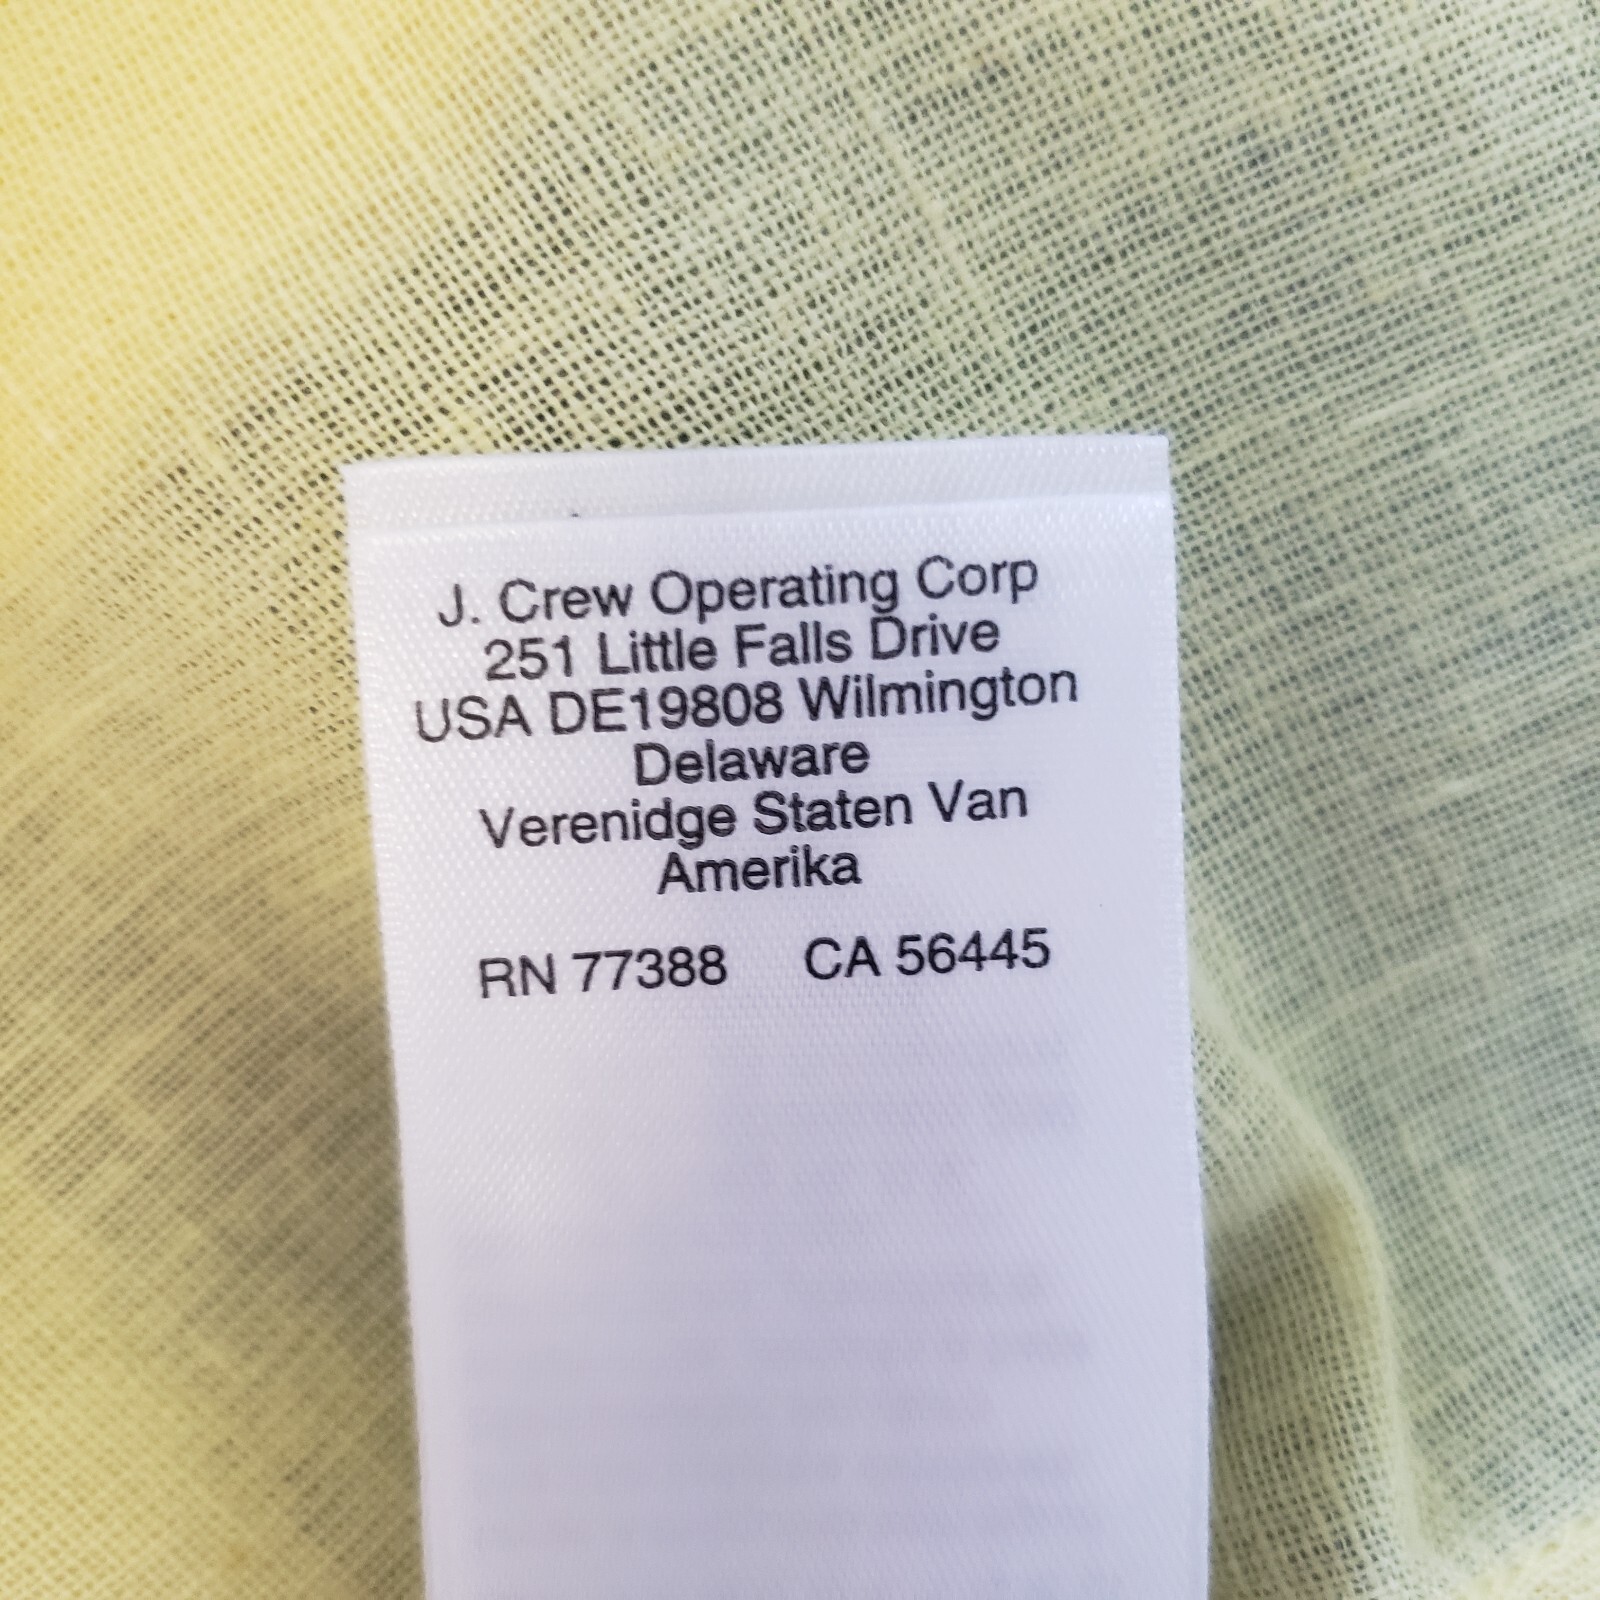 J. Crew Operating Corp
251 Little Falls Drive
USA DE19808 Wilmington
Delaware
Verenidge Staten Van
Amerika
RN 77388 CA 56445